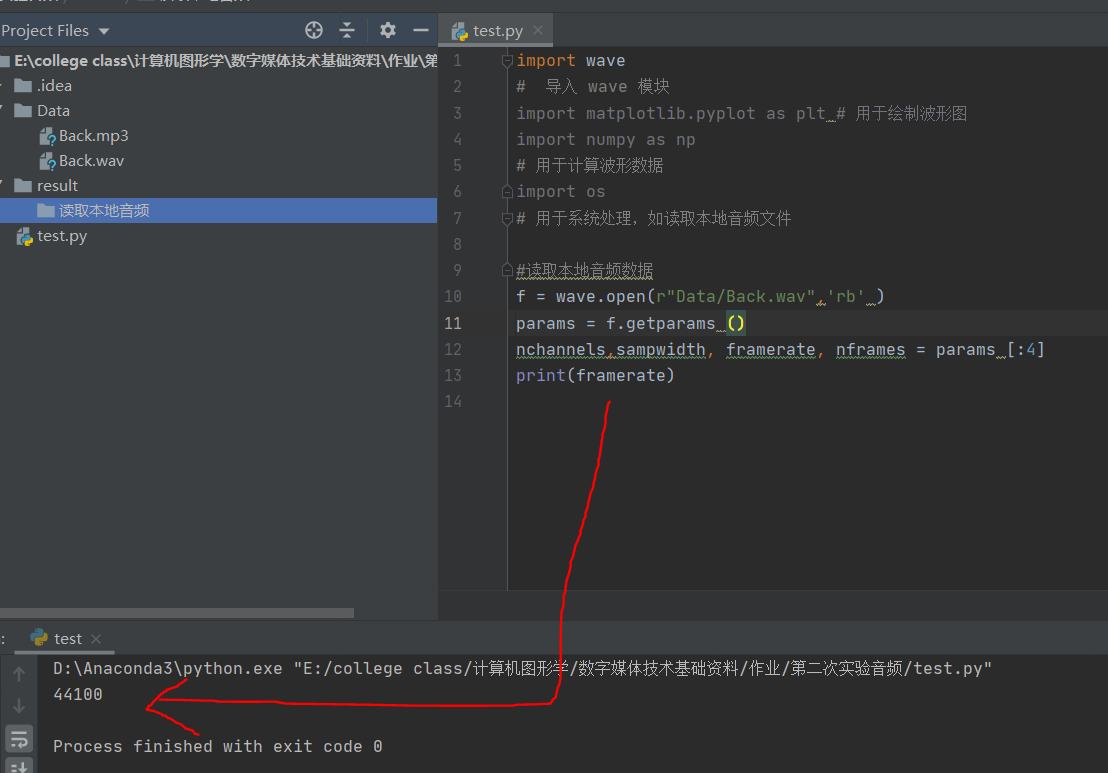 Project Files
test.py
E:\college class\计算机图形学\数字媒体技术基础资料\作业\第
.idea
Data
Back.mp3
Back.wav
result
读取本地音频
test.py
1 import wave
2 # 导入 wave 模块
3 import matplotlib.pyplot as plt # 用于绘制波形图
4 import numpy as np
5 # 用于计算波形数据
6 import os
7 # 用于系统处理，如读取本地音频文件
8
9 #读取本地音频数据
10 f = wave.open(r"Data/Back.wav",'rb' )
11 params = f.getparams ()
12 nchannels,sampwidth, framerate, nframes = params [:4]
13 print(framerate)
14
: test
D:\Anaconda3\python.exe "E:/college class/计算机图形学/数字媒体技术基础资料/作业/第二次实验音频/test.py"
44100
Process finished with exit code 0